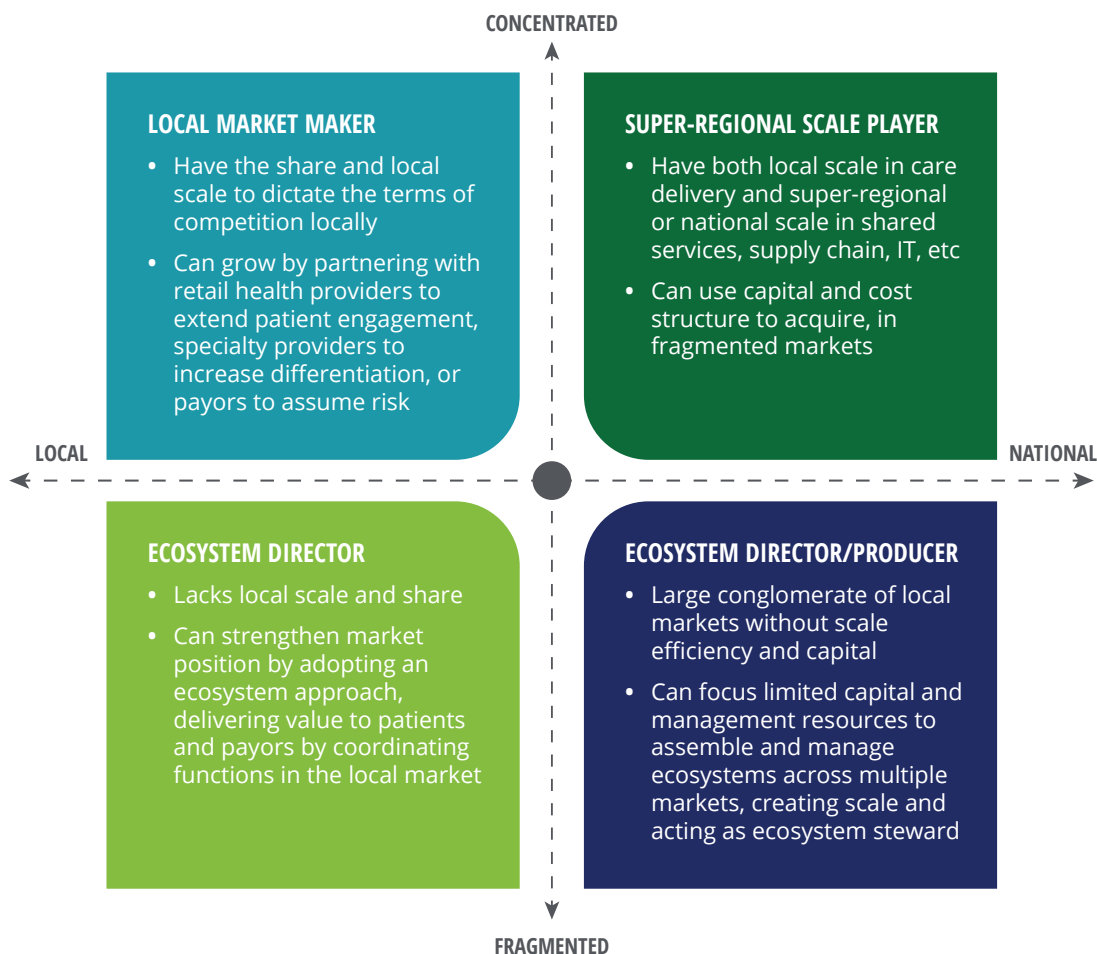 CONCENTRATED
LOCAL MARKET MAKER
• Have the share and local
scale to dictate the terms of
competition locally
• Can grow by partnering with
retail health providers to
extend patient engagement,
specialty providers to
increase differentiation, or
payors to assume risk
SUPER-REGIONAL SCALE PLAYER
• Have both local scale in care
delivery and super-regional
or national scale in shared
services, supply chain, IT, etc
• Can use capital and cost
structure to acquire, in
fragmented markets
LOCAL
NATIONAL
ECOSYSTEM DIRECTOR
• Lacks local scale and share
• Can strengthen market
position by adopting an
ecosystem approach,
delivering value to patients
and payors by coordinating
functions in the local market
ECOSYSTEM DIRECTOR/PRODUCER
• Large conglomerate of local
markets without scale
efficiency and capital
• Can focus limited capital and
management resources to
assemble and manage
ecosystems across multiple
markets, creating scale and
acting as ecosystem steward
FRAGMENTED